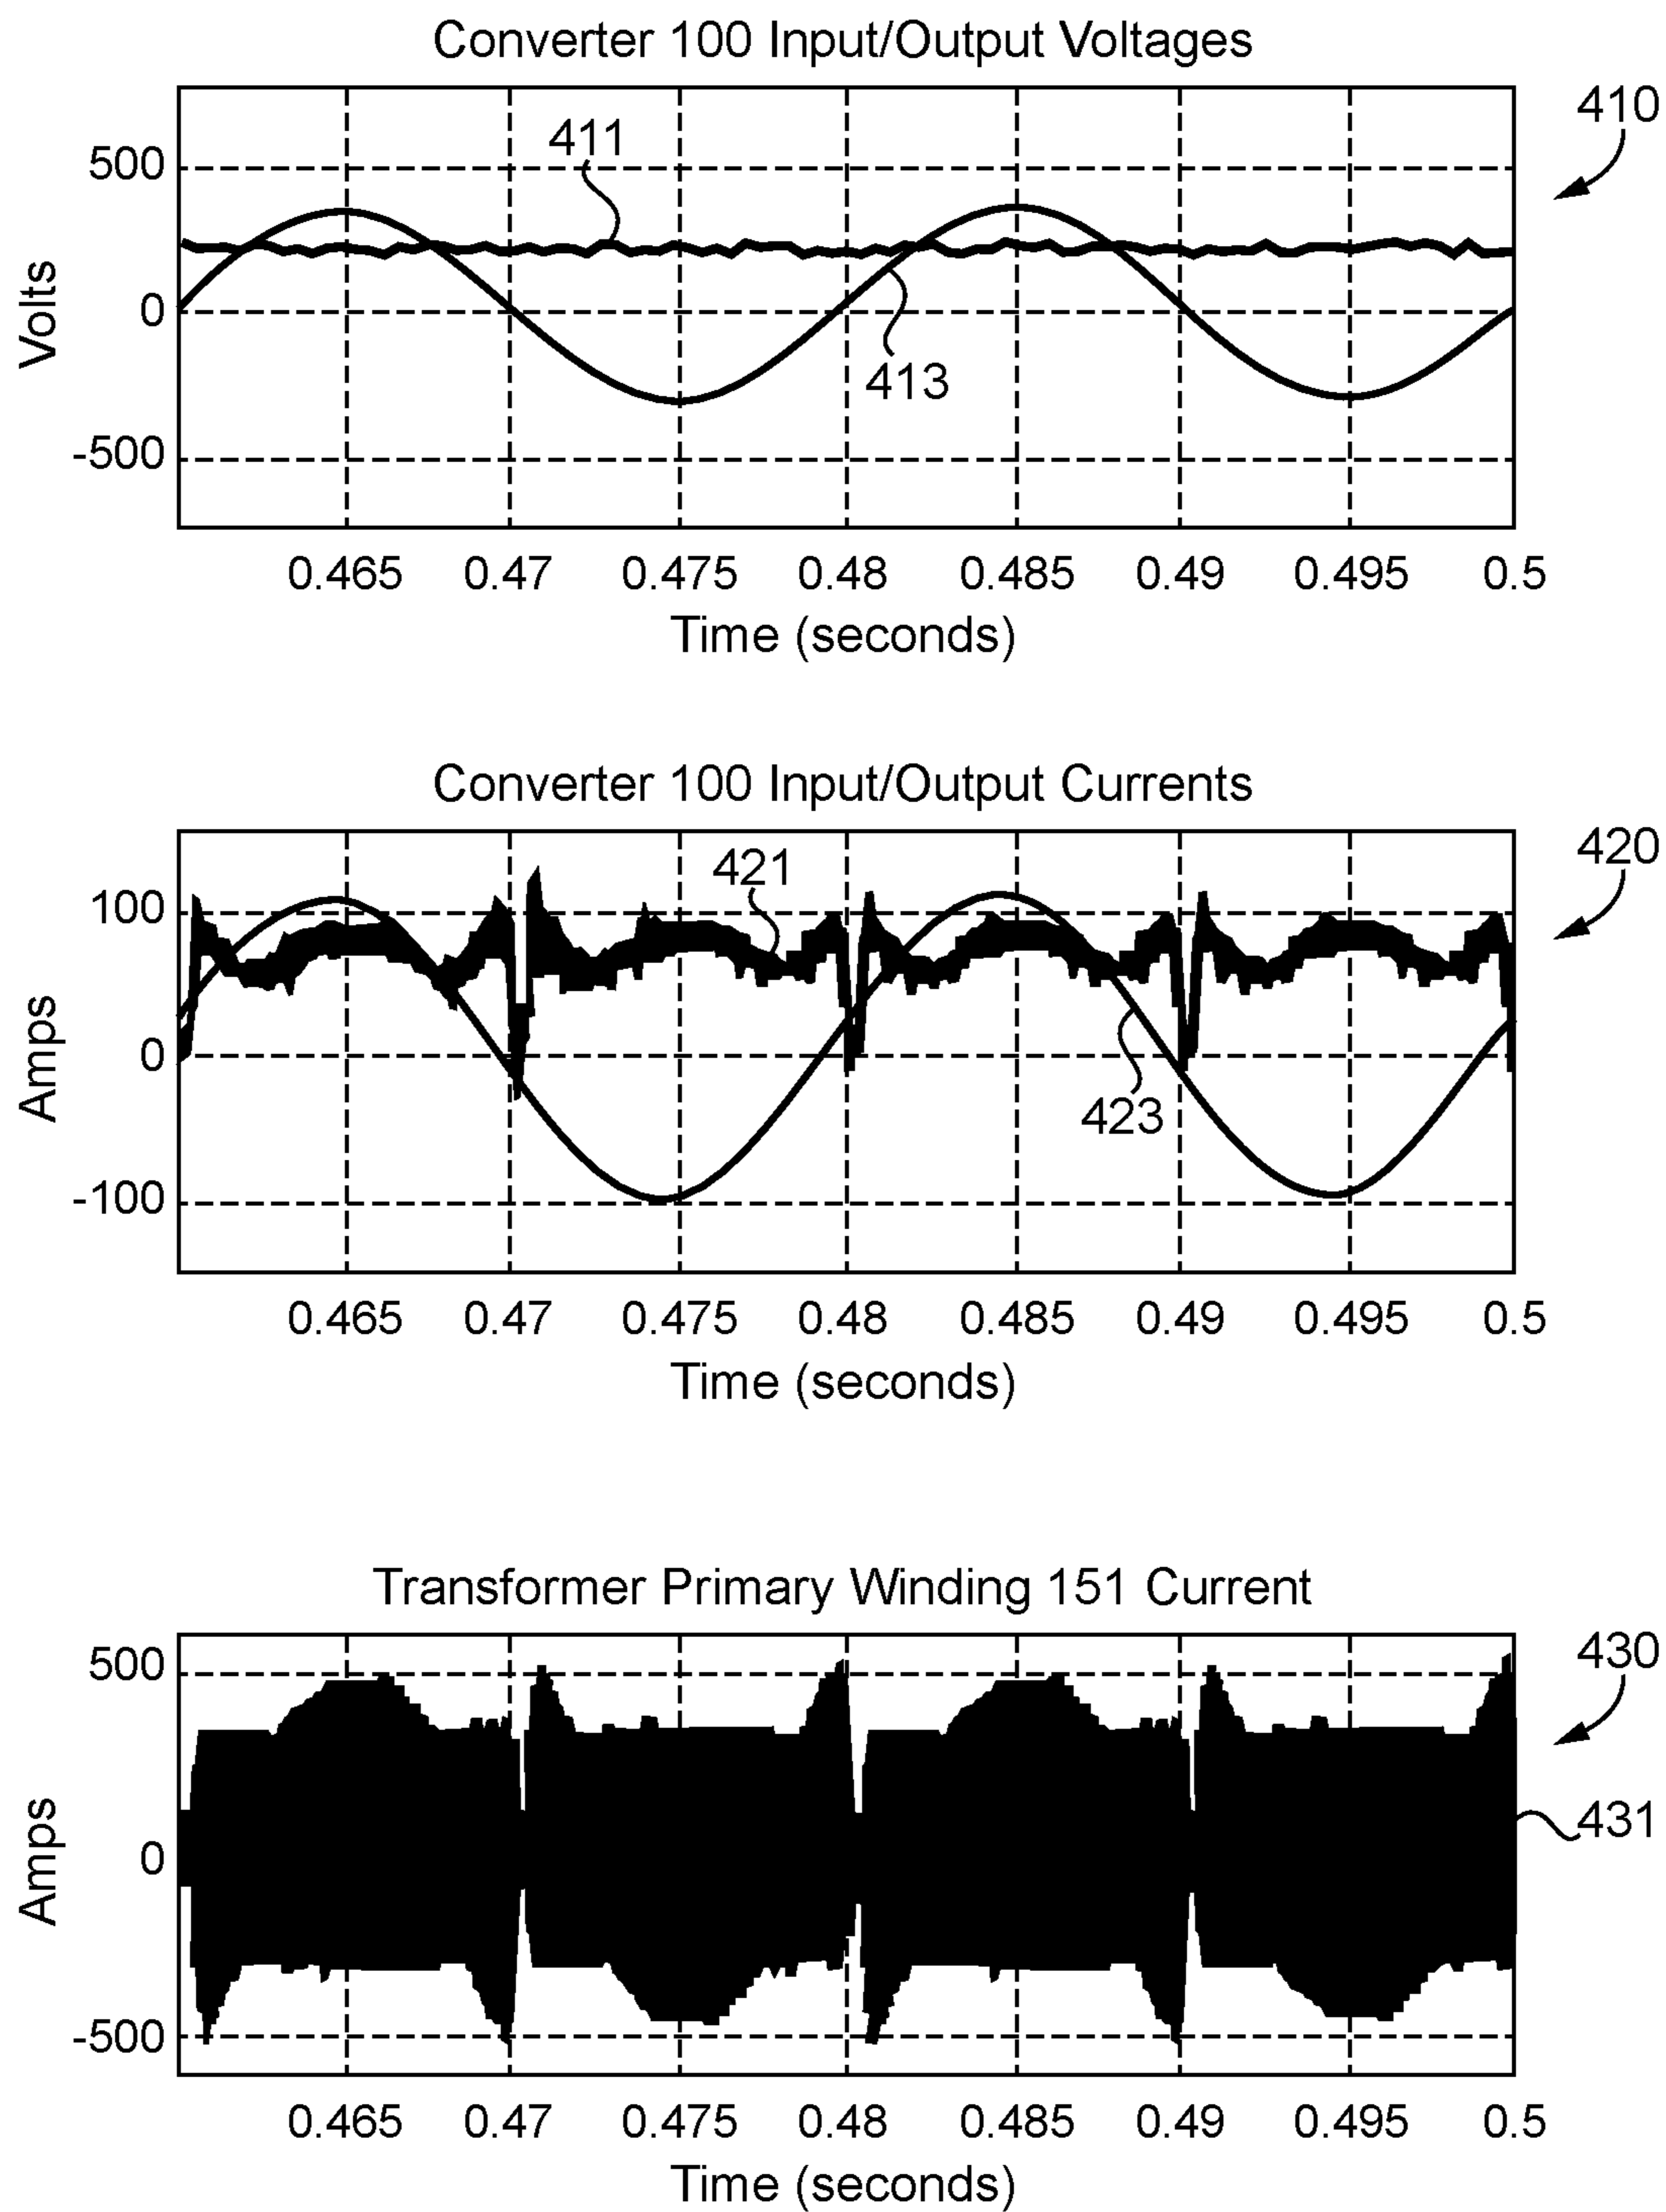 Converter 100 Input/Output Voltages
410
411
500
Volts
0
413
-500
0.465 0.47 0.475 0.48 0.485 0.49 0.495 0.5
Time (seconds)
Converter 100 Input/Output Currents
420
421
100
Amps
0
423
-100
0.465 0.47 0.475 0.48 0.485 0.49 0.495 0.5
Time (seconds)
Transformer Primary Winding 151 Current
430
500
431
Amps
0
-500
0.465 0.47 0.475 0.48 0.485 0.49 0.495 0.5
Time (seconds)